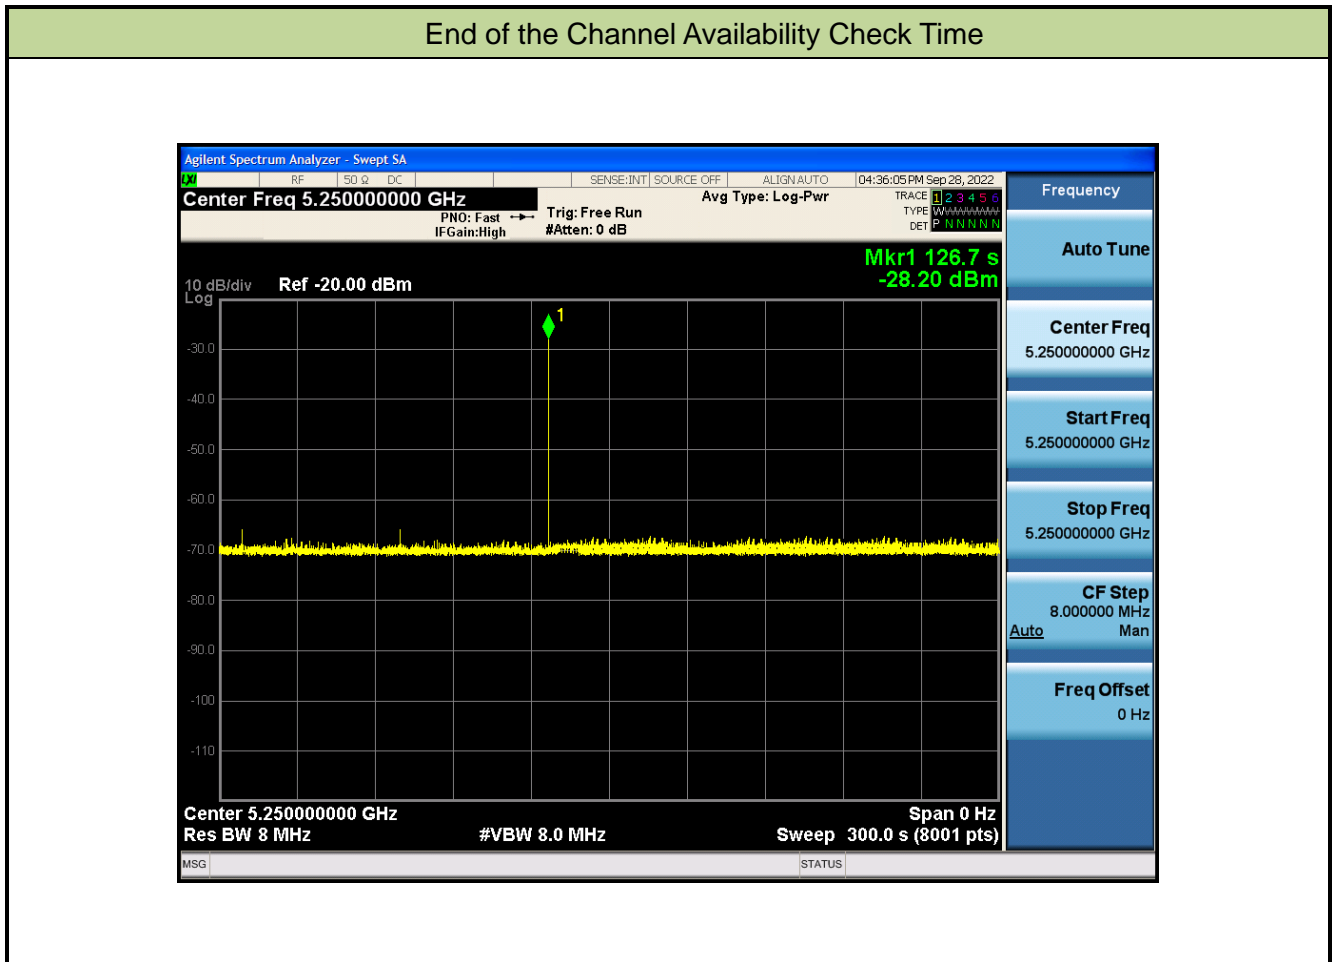 End of the Channel Availability Check Time
Agilent Spectrum Analyzer - Swept SA
LXI RF 50 Ω DC SENSE:INT SOURCE OFF ALIGN AUTO 04:36:05 PM Sep 28, 2022
Center Freq 5.250000000 GHz
Avg Type: Log-Pwr
TRACE 1 2 3 4 5 6
PNO: Fast
Trig: Free Run
TYPE WWWWWW
IFGain:High
#Atten: 0 dB
DET P N N N N N
Mkr1 126.7 s
-28.20 dBm
10 dB/div
Log
Ref -20.00 dBm
1
-30.0
-40.0
-50.0
-60.0
-70.0
-80.0
-90.0
-100
-110
Center 5.250000000 GHz
Span 0 Hz
Res BW 8 MHz
#VBW 8.0 MHz
Sweep 300.0 s (8001 pts)
MSG
STATUS
Frequency
Auto Tune
Center Freq
5.250000000 GHz
Start Freq
5.250000000 GHz
Stop Freq
5.250000000 GHz
CF Step
8.000000 MHz
Auto Man
Freq Offset
0 Hz